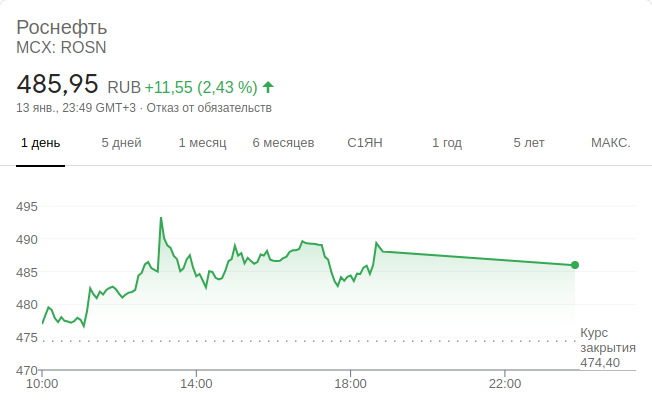 Роснефть
MCX: ROSN
485,95 RUB +11,55 (2,43 %)
13 янв., 23:49 GMT+3 · Отказ от обязательств
1 день 5 дней 1 месяц 6 месяцев С1ЯН 1 год 5 лет МАКС.
495
490
485
480
475
470
Курс
закрытия
474,40
10:00 14:00 18:00 22:00